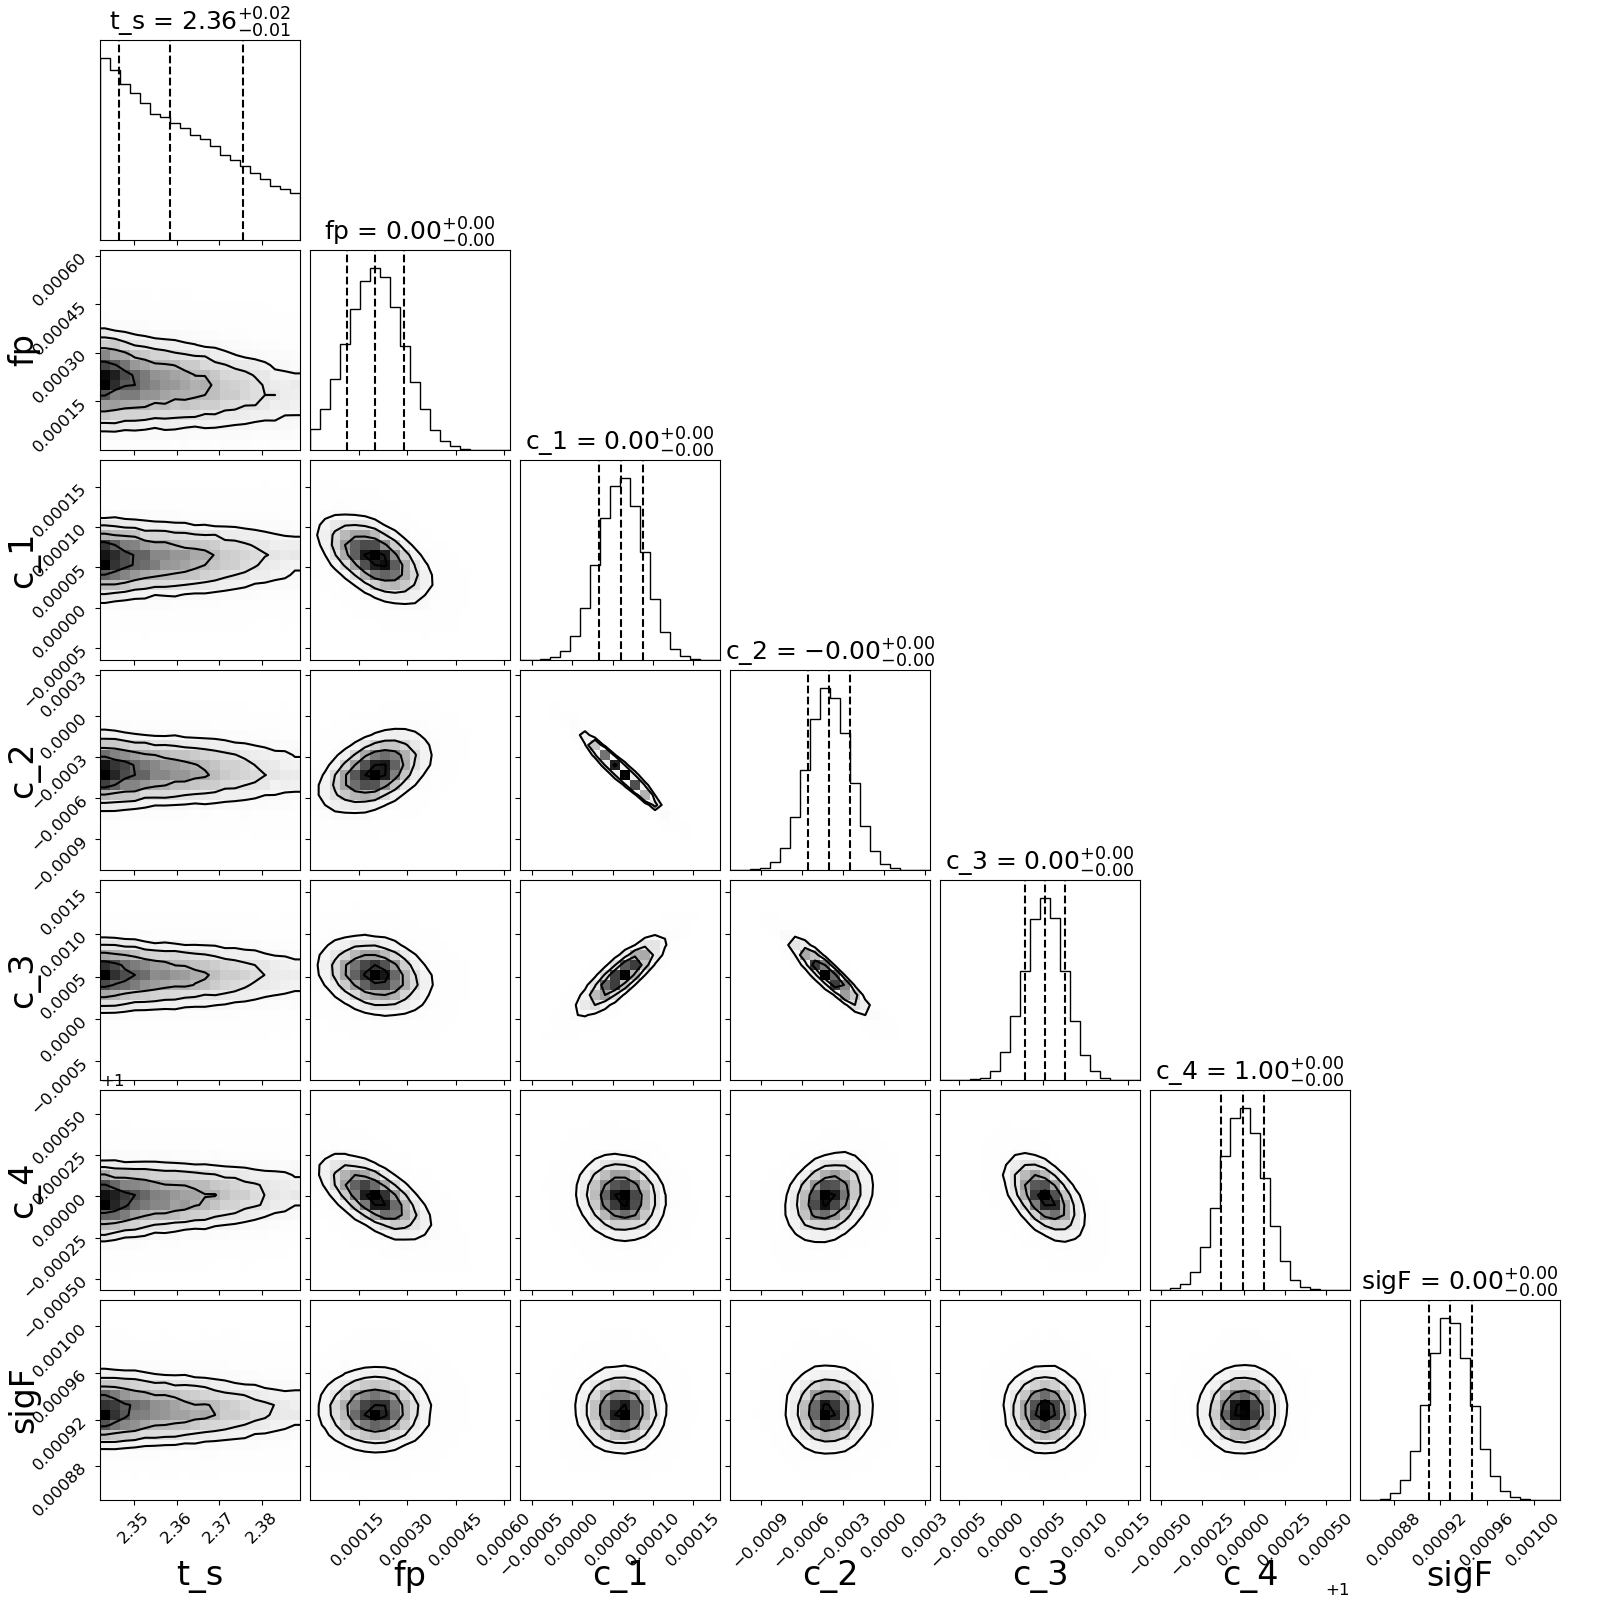 t_s = 2.36+0.02−0.01
fp = 0.00+0.00−0.00
0.00060
0.00045
0.00030
0.00015
fp
c_1 = 0.00+0.00−0.00
0.00015
0.00010
0.00005
0.00000
−0.00005
c_1
c_2 = −0.00+0.00−0.00
0.0003
0.0000
−0.0003
−0.0006
−0.0009
c_2
c_3 = 0.00+0.00−0.00
0.0015
0.0010
0.0005
0.0000
−0.0005
c_3
c_4 = 1.00+0.00−0.00
+1
0.00050
0.00025
0.00000
−0.00025
−0.00050
c_4
sigF = 0.00+0.00−0.00
0.00100
0.00096
0.00092
0.00088
sigF
2.35 2.36 2.37 2.38
0.00015 0.00030 0.00045 0.00060
−0.00005 0.00000 0.00005 0.00010 0.00015
−0.0009 −0.0006 −0.0003 0.0000 0.0003
−0.0005 0.0000 0.0005 0.0010 0.0015
−0.00050 −0.00025 0.00000 0.00025 0.00050
0.00088 0.00092 0.00096 0.00100
t_s fp c_1 c_2 c_3 c_4 sigF
+1